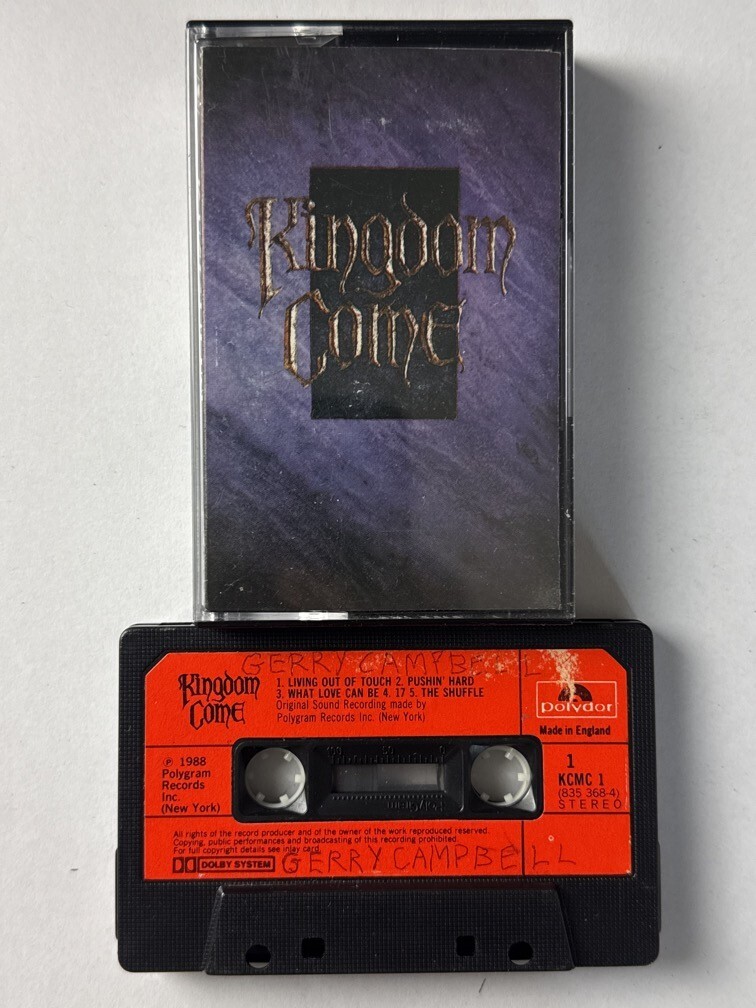 Kingdom
Come
GERRY CAMPBELL
Kingdom
Come
1. LIVING OUT OF TOUCH 2. PUSHIN' HARD
3. WHAT LOVE CAN BE 4. 17 5. THE SHUFFLE
Original Sound Recording made by
Polygram Records Inc. (New York)
polydor
Made in England
℗ 1988
Polygram
Records
Inc.
(New York)
100 50 0
1
KCMC 1
(835 368-4)
STEREO
All rights of the record producer and of the owner of the work reproduced reserved.
Copying, public performances and broadcasting of this recording prohibited.
For full copyright details see inlay card.
DOLBY SYSTEM
GERRY CAMPBELL